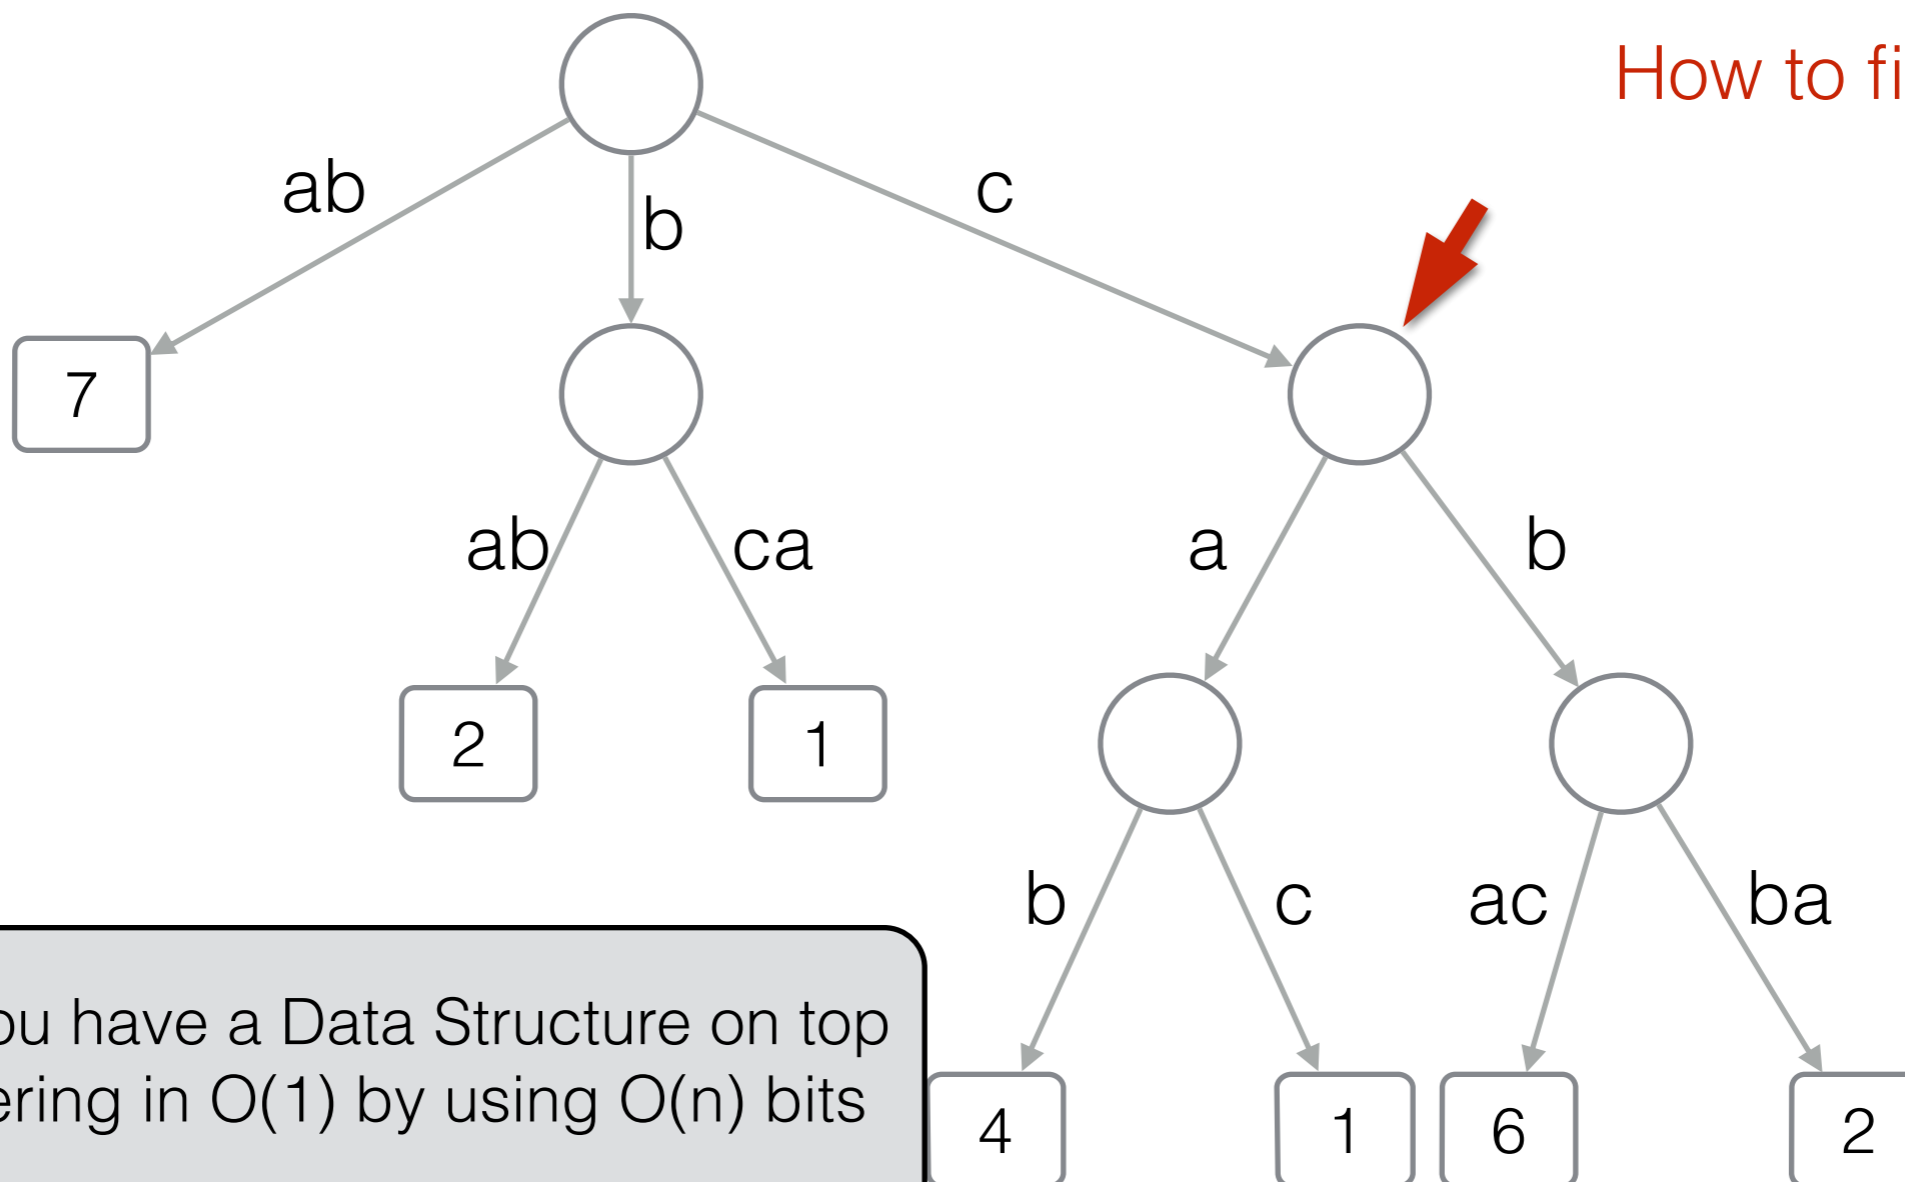 How to fi
ab
b
c
7
ab
ca
a
b
2
1
b
c
ac
ba
ou have a Data Structure on top
ering in O(1) by using O(n) bits
4
1
6
2